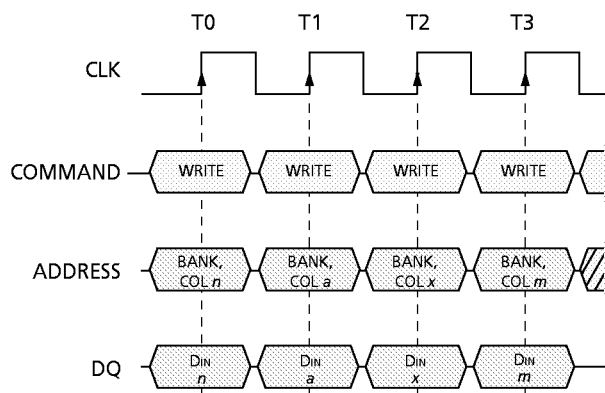 T0 T1 T2 T3
CLK
COMMAND WRITE WRITE WRITE WRITE
ADDRESS BANK, BANK, BANK, BANK,
COL n COL a COL x COL m
DQ DIN DIN DIN DIN
n a x m